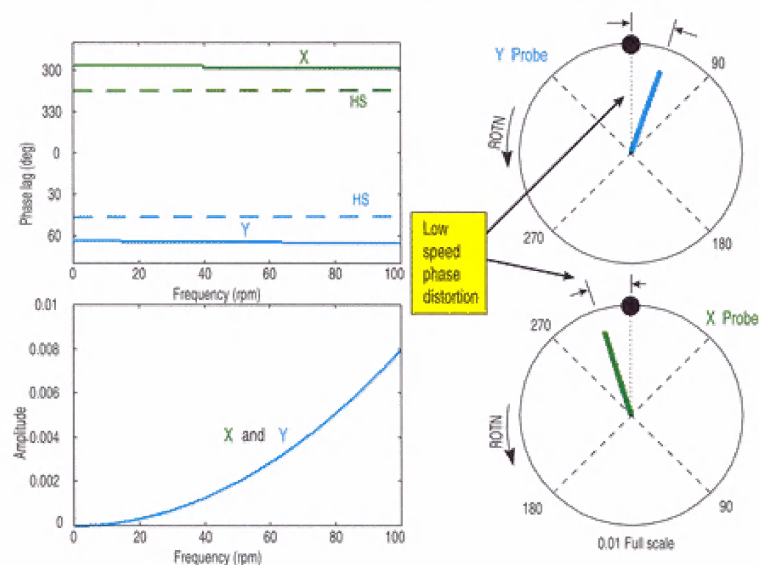 X
300
HS
330
0
30
HS
Y
60
Phase lag (deg)
0 20 40 60 80 100
Frequency (rpm)
0.01
0.008
0.006
0.004
0.002
0
Amplitude
X and Y
0 20 40 60 80 100
Frequency (rpm)
Low
speed
phase
distortion
Y Probe
90
ROTN
270
180
270
X Probe
ROTN
180
90
0.01 Full scale